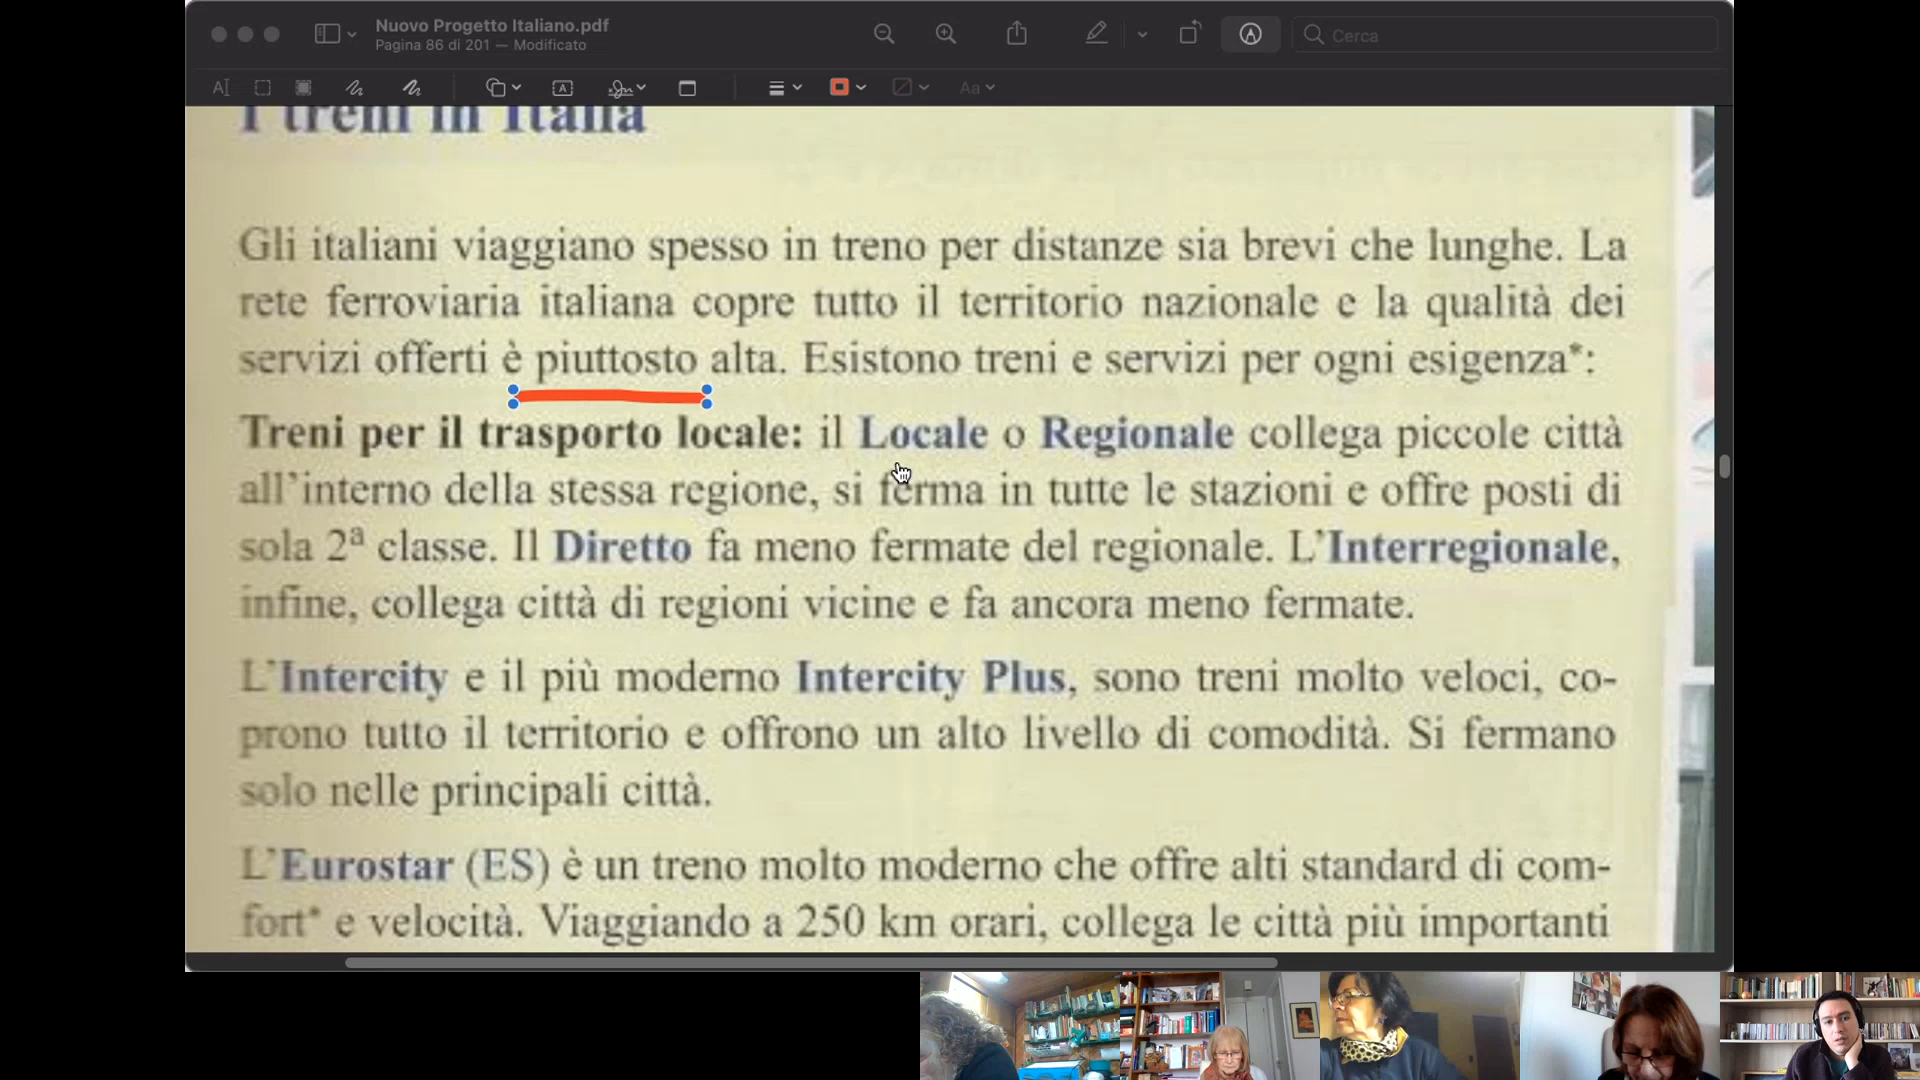 Nuovo Progetto Italiano.pdf
Pagina 86 di 201 — Modificato
Cerca
A
Aa
I treni in Italia
Gli italiani viaggiano spesso in treno per distanze sia brevi che lunghe. La
rete ferroviaria italiana copre tutto il territorio nazionale e la qualità dei
servizi offerti è piuttosto alta. Esistono treni e servizi per ogni esigenza*:
Treni per il trasporto locale: il Locale o Regionale collega piccole città
all'interno della stessa regione, si ferma in tutte le stazioni e offre posti di
sola 2ª classe. Il Diretto fa meno fermate del regionale. L'Interregionale,
infine, collega città di regioni vicine e fa ancora meno fermate.
L'Intercity e il più moderno Intercity Plus, sono treni molto veloci, co-
prono tutto il territorio e offrono un alto livello di comodità. Si fermano
solo nelle principali città.
L'Eurostar (ES) è un treno molto moderno che offre alti standard di com-
fort* e velocità. Viaggiando a 250 km orari, collega le città più importanti